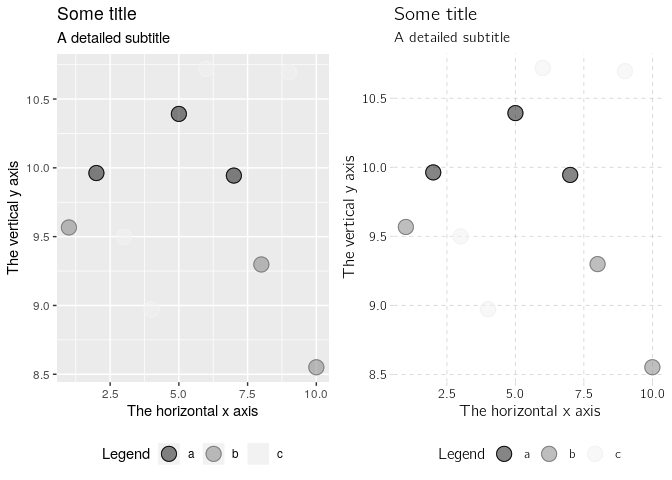 Some title
A detailed subtitle
The vertical y axis
10.5
10.0
9.5
9.0
8.5
2.5 5.0 7.5 10.0
The horizontal x axis
Legend a b c
Some title
A detailed subtitle
The vertical y axis
10.5
10.0
9.5
9.0
8.5
2.5 5.0 7.5 10.0
The horizontal x axis
Legend a b c